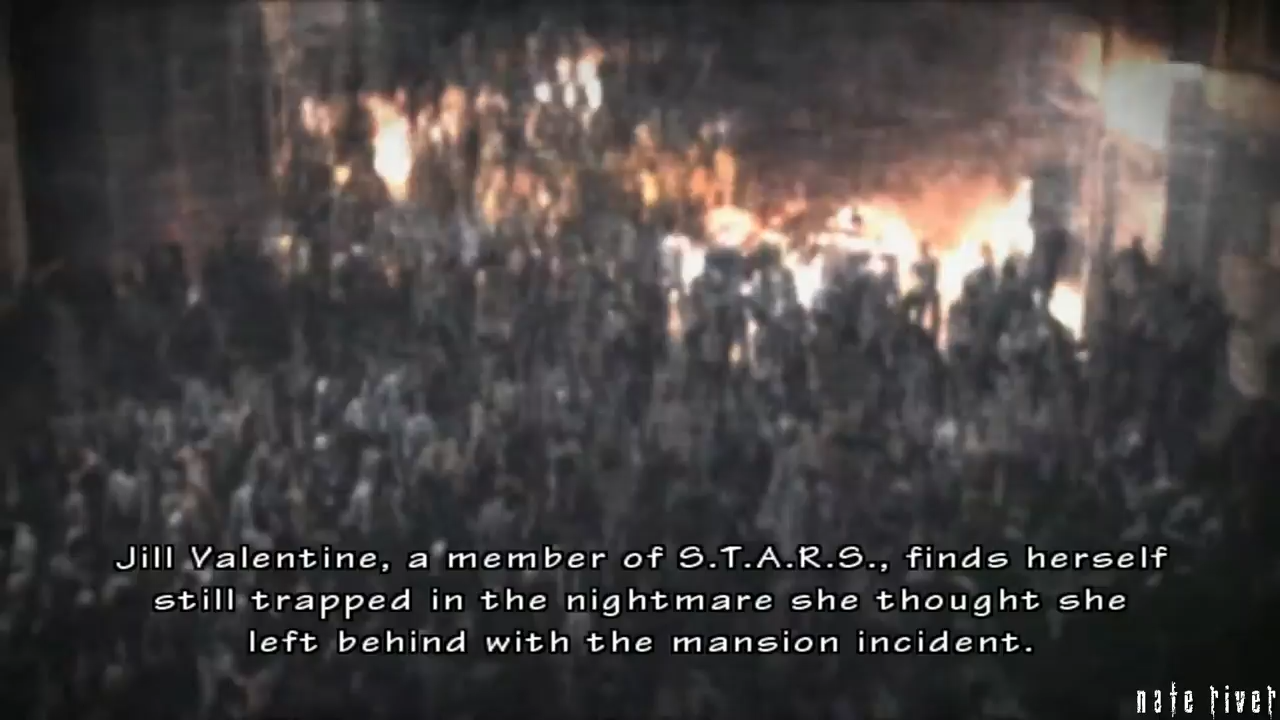 Jill Valentine, a member of S.T.A.R.S., finds herself
still trapped in the nightmare she thought she
left behind with the mansion incident.
nate river